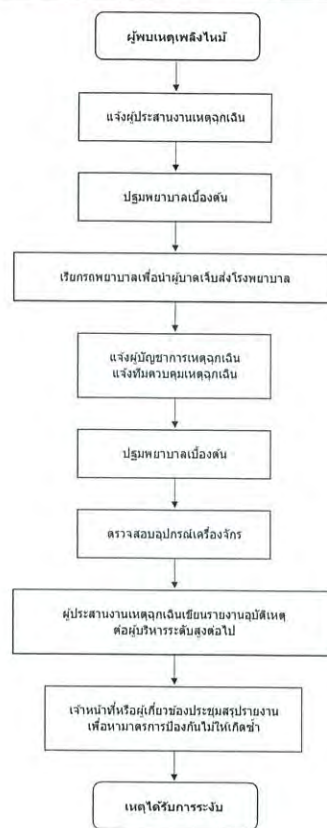 ผู้พบเหตุเพลิงไหม้
แจ้งผู้ประสานงานเหตุฉุกเฉิน
ปฐมพยาบาลเบื้องต้น
เรียกรถพยาบาลเพื่อนำผู้บาดเจ็บส่งโรงพยาบาล
แจ้งผู้บัญชาการเหตุฉุกเฉิน
แจ้งทีมควบคุมเหตุฉุกเฉิน
ปฐมพยาบาลเบื้องต้น
ตรวจสอบอุปกรณ์เครื่องจักร
ผู้ประสานงานเหตุฉุกเฉินเขียนรายงานอุบัติเหตุ
ต่อผู้บริหารระดับสูงต่อไป
เจ้าหน้าที่หรือผู้เกี่ยวข้องประชุมสรุปรายงาน
เพื่อหามาตรการป้องกันไม่ให้เกิดซ้ำ
เหตุได้รับการระงับ